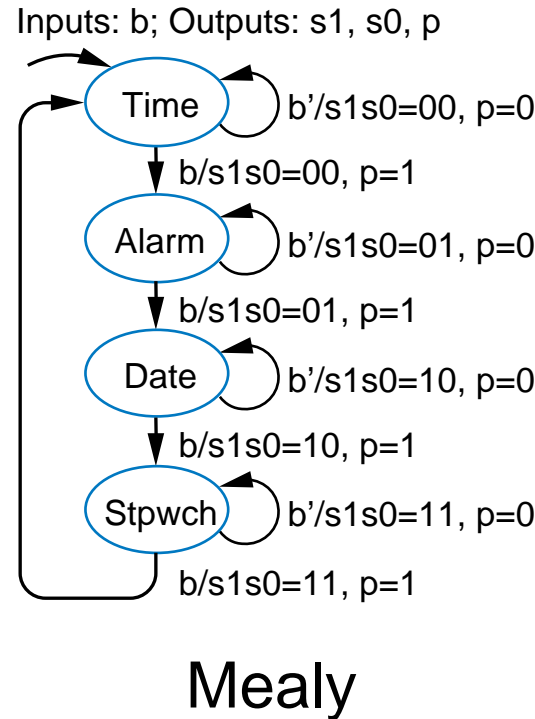 Inputs: b; Outputs: s1, s0, p
Time
b’/s1s0=00, p=0
b/s1s0=00, p=1
Alarm
b’/s1s0=01, p=0
b/s1s0=01, p=1
Date
b’/s1s0=10, p=0
b/s1s0=10, p=1
Stpwch
b’/s1s0=11, p=0
b/s1s0=11, p=1
Mealy